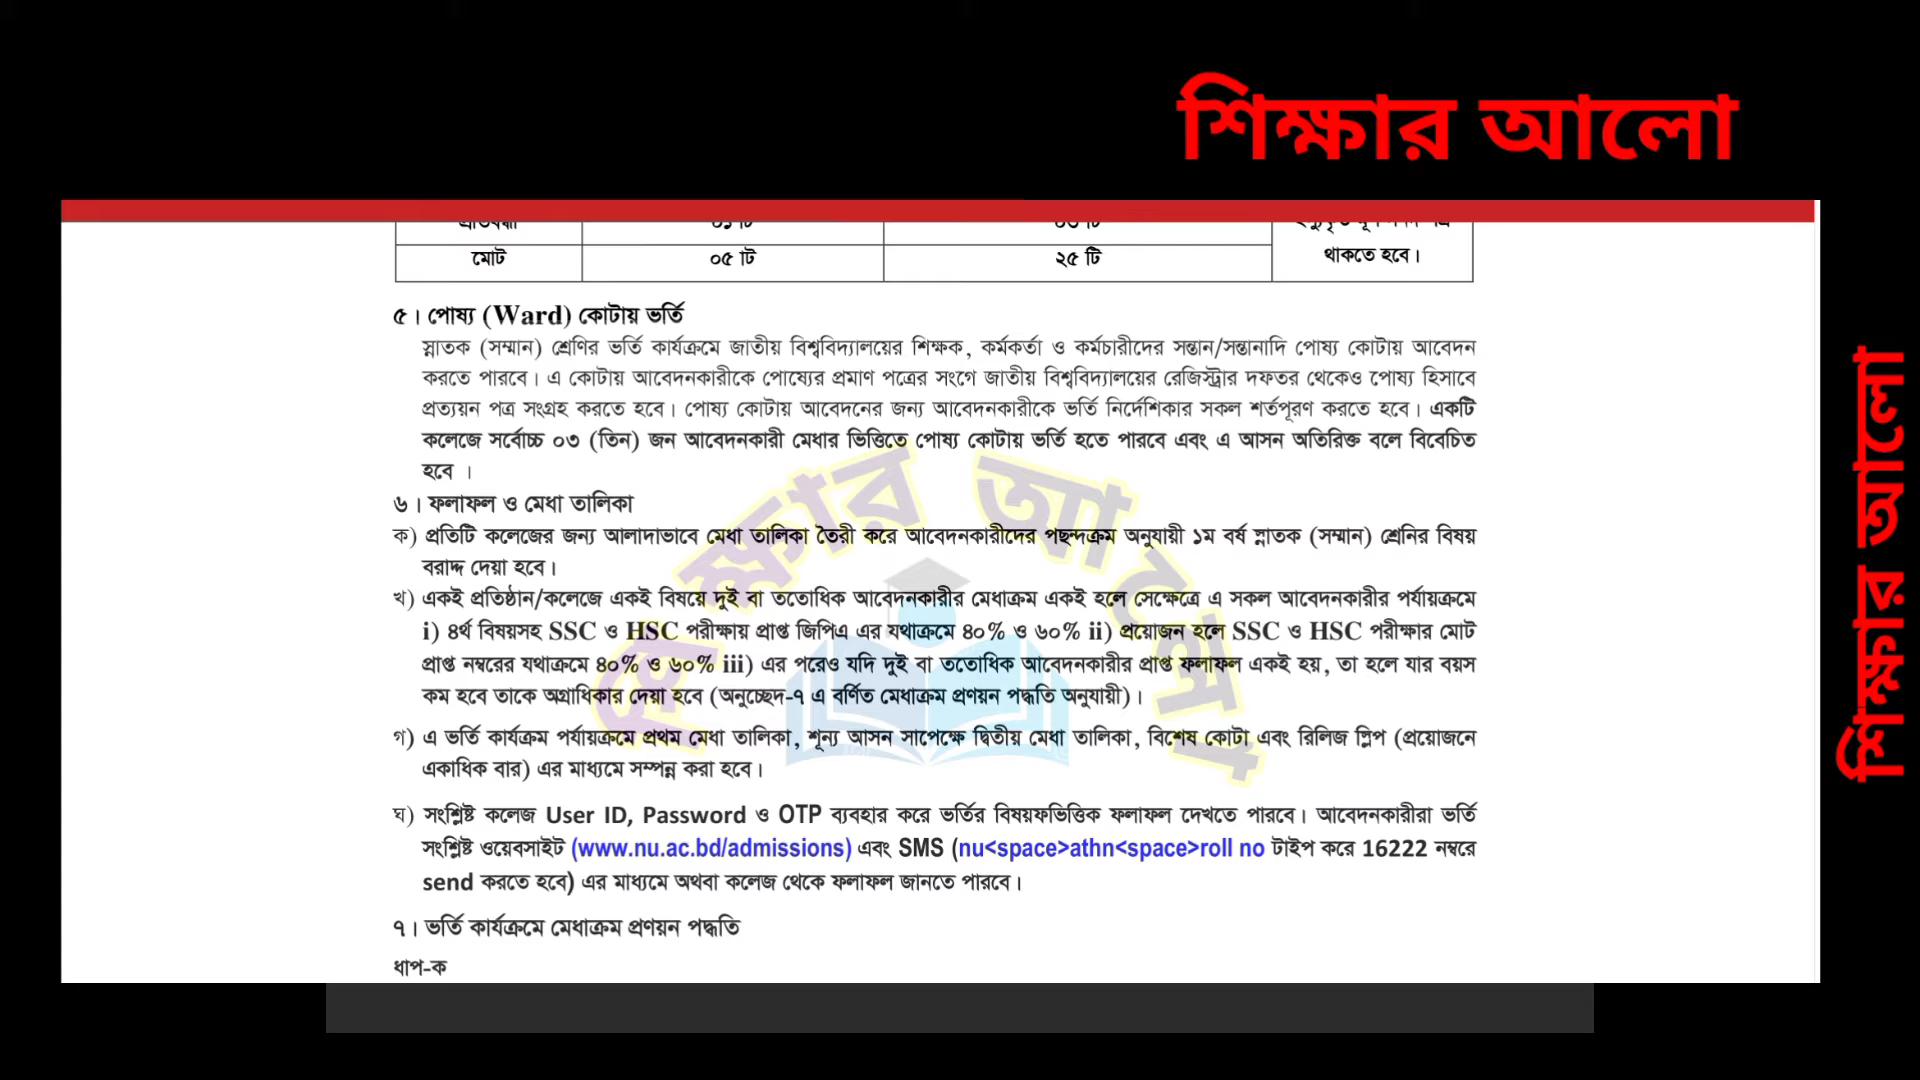 শিক্ষার আলো
মোট ০৫ টি ২৫ টি থাকতে হবে।
৫। পোষ্য (Ward) কোটায় ভর্তি
স্নাতক (সম্মান) শ্রেণির ভর্তি কার্যক্রমে জাতীয় বিশ্ববিদ্যালয়ের শিক্ষক, কর্মকর্তা ও কর্মচারীদের সন্তান/সন্তানাদি পোষ্য কোটায় আবেদন
করতে পারবে। এ কোটায় আবেদনকারীকে পোষ্যের প্রমাণ পত্রের সংগে জাতীয় বিশ্ববিদ্যালয়ের রেজিস্ট্রার দফতর থেকেও পোষ্য হিসাবে
প্রত্যয়ন পত্র সংগ্রহ করতে হবে। পোষ্য কোটায় আবেদনের জন্য আবেদনকারীকে ভর্তি নির্দেশিকার সকল শর্তপূরণ করতে হবে। একটি
কলেজে সর্বোচ্চ ০৩ (তিন) জন আবেদনকারী মেধার ভিত্তিতে পোষ্য কোটায় ভর্তি হতে পারবে এবং এ আসন অতিরিক্ত বলে বিবেচিত
হবে ।
৬। ফলাফল ও মেধা তালিকা
ক) প্রতিটি কলেজের জন্য আলাদাভাবে মেধা তালিকা তৈরী করে আবেদনকারীদের পছন্দক্রম অনুযায়ী ১ম বর্ষ স্নাতক (সম্মান) শ্রেনির বিষয়
বরাদ্দ দেয়া হবে।
খ) একই প্রতিষ্ঠান/কলেজে একই বিষয়ে দুই বা ততোধিক আবেদনকারীর মেধাক্রম একই হলে সেক্ষেত্রে এ সকল আবেদনকারীর পর্যায়ক্রমে
i) ৪র্থ বিষয়সহ SSC ও HSC পরীক্ষায় প্রাপ্ত জিপিএ এর যথাক্রমে ৪০% ও ৬০% ii) প্রয়োজন হলে SSC ও HSC পরীক্ষার মোট
প্রাপ্ত নম্বরের যথাক্রমে ৪০% ও ৬০% iii) এর পরেও যদি দুই বা ততোধিক আবেদনকারীর প্রাপ্ত ফলাফল একই হয়, তা হলে যার বয়স
কম হবে তাকে অগ্রাধিকার দেয়া হবে (অনুচ্ছেদ-৭ এ বর্ণিত মেধাক্রম প্রণয়ন পদ্ধতি অনুযায়ী)।
গ) এ ভর্তি কার্যক্রম পর্যায়ক্রমে প্রথম মেধা তালিকা, শূন্য আসন সাপেক্ষে দ্বিতীয় মেধা তালিকা, বিশেষ কোটা এবং রিলিজ স্লিপ (প্রয়োজনে
একাধিক বার) এর মাধ্যমে সম্পন্ন করা হবে।
ঘ) সংশ্লিষ্ট কলেজ User ID, Password ও OTP ব্যবহার করে ভর্তির বিষয়ফভিত্তিক ফলাফল দেখতে পারবে। আবেদনকারীরা ভর্তি
সংশ্লিষ্ট ওয়েবসাইট (www.nu.ac.bd/admissions) এবং SMS (nu<space>athn<space>roll no টাইপ করে 16222 নম্বরে
send করতে হবে) এর মাধ্যমে অথবা কলেজ থেকে ফলাফল জানতে পারবে।
৭। ভর্তি কার্যক্রমে মেধাক্রম প্রণয়ন পদ্ধতি
ধাপ-ক
শিক্ষার আলো
শিক্ষার আলো